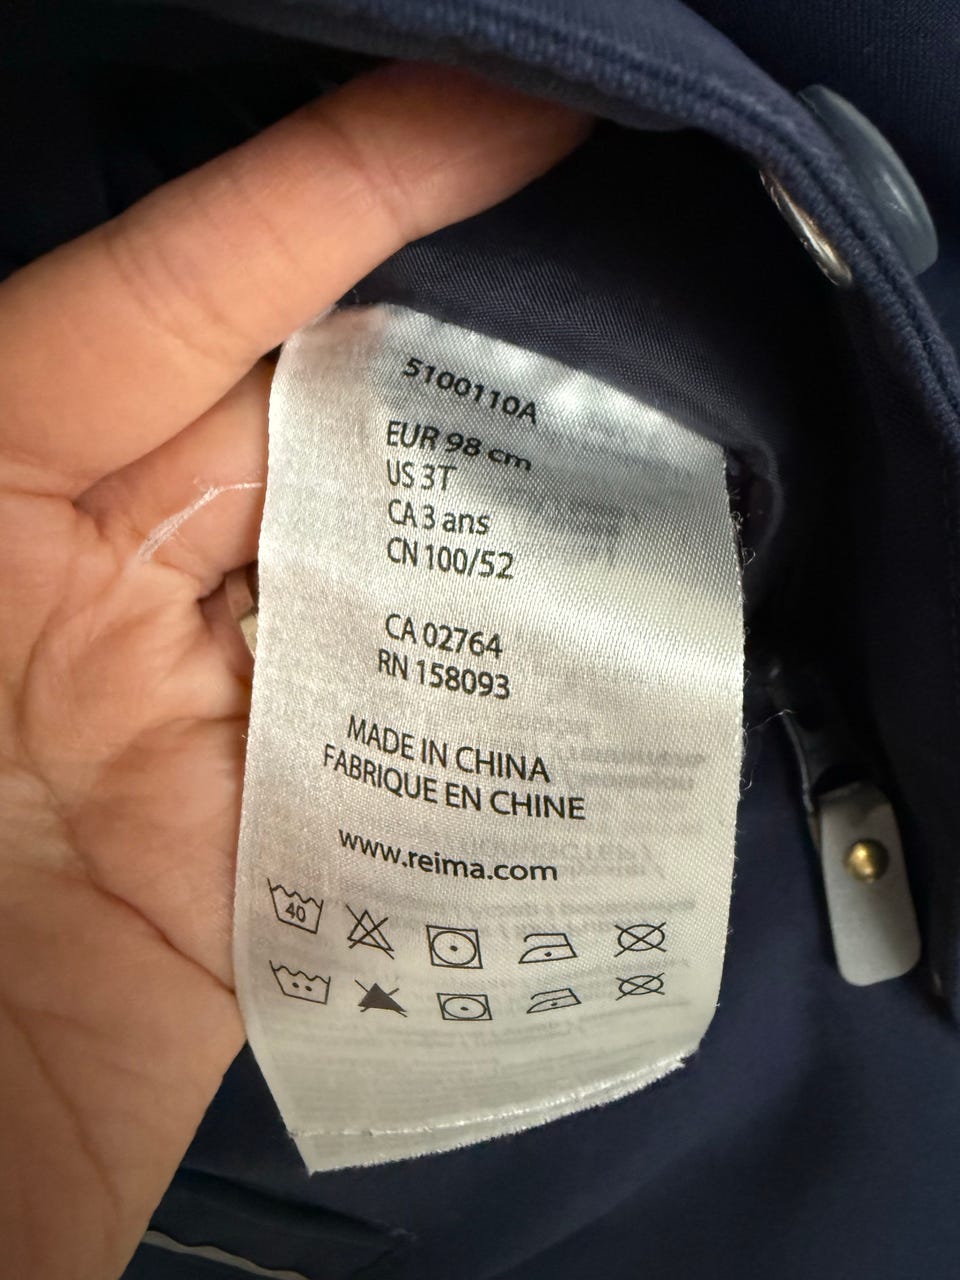 5100110A
EUR 98 cm
US 3T
CA 3 ans
CN 100/52
CA 02764
RN 158093
MADE IN CHINA
FABRIQUE EN CHINE
www.reima.com
40